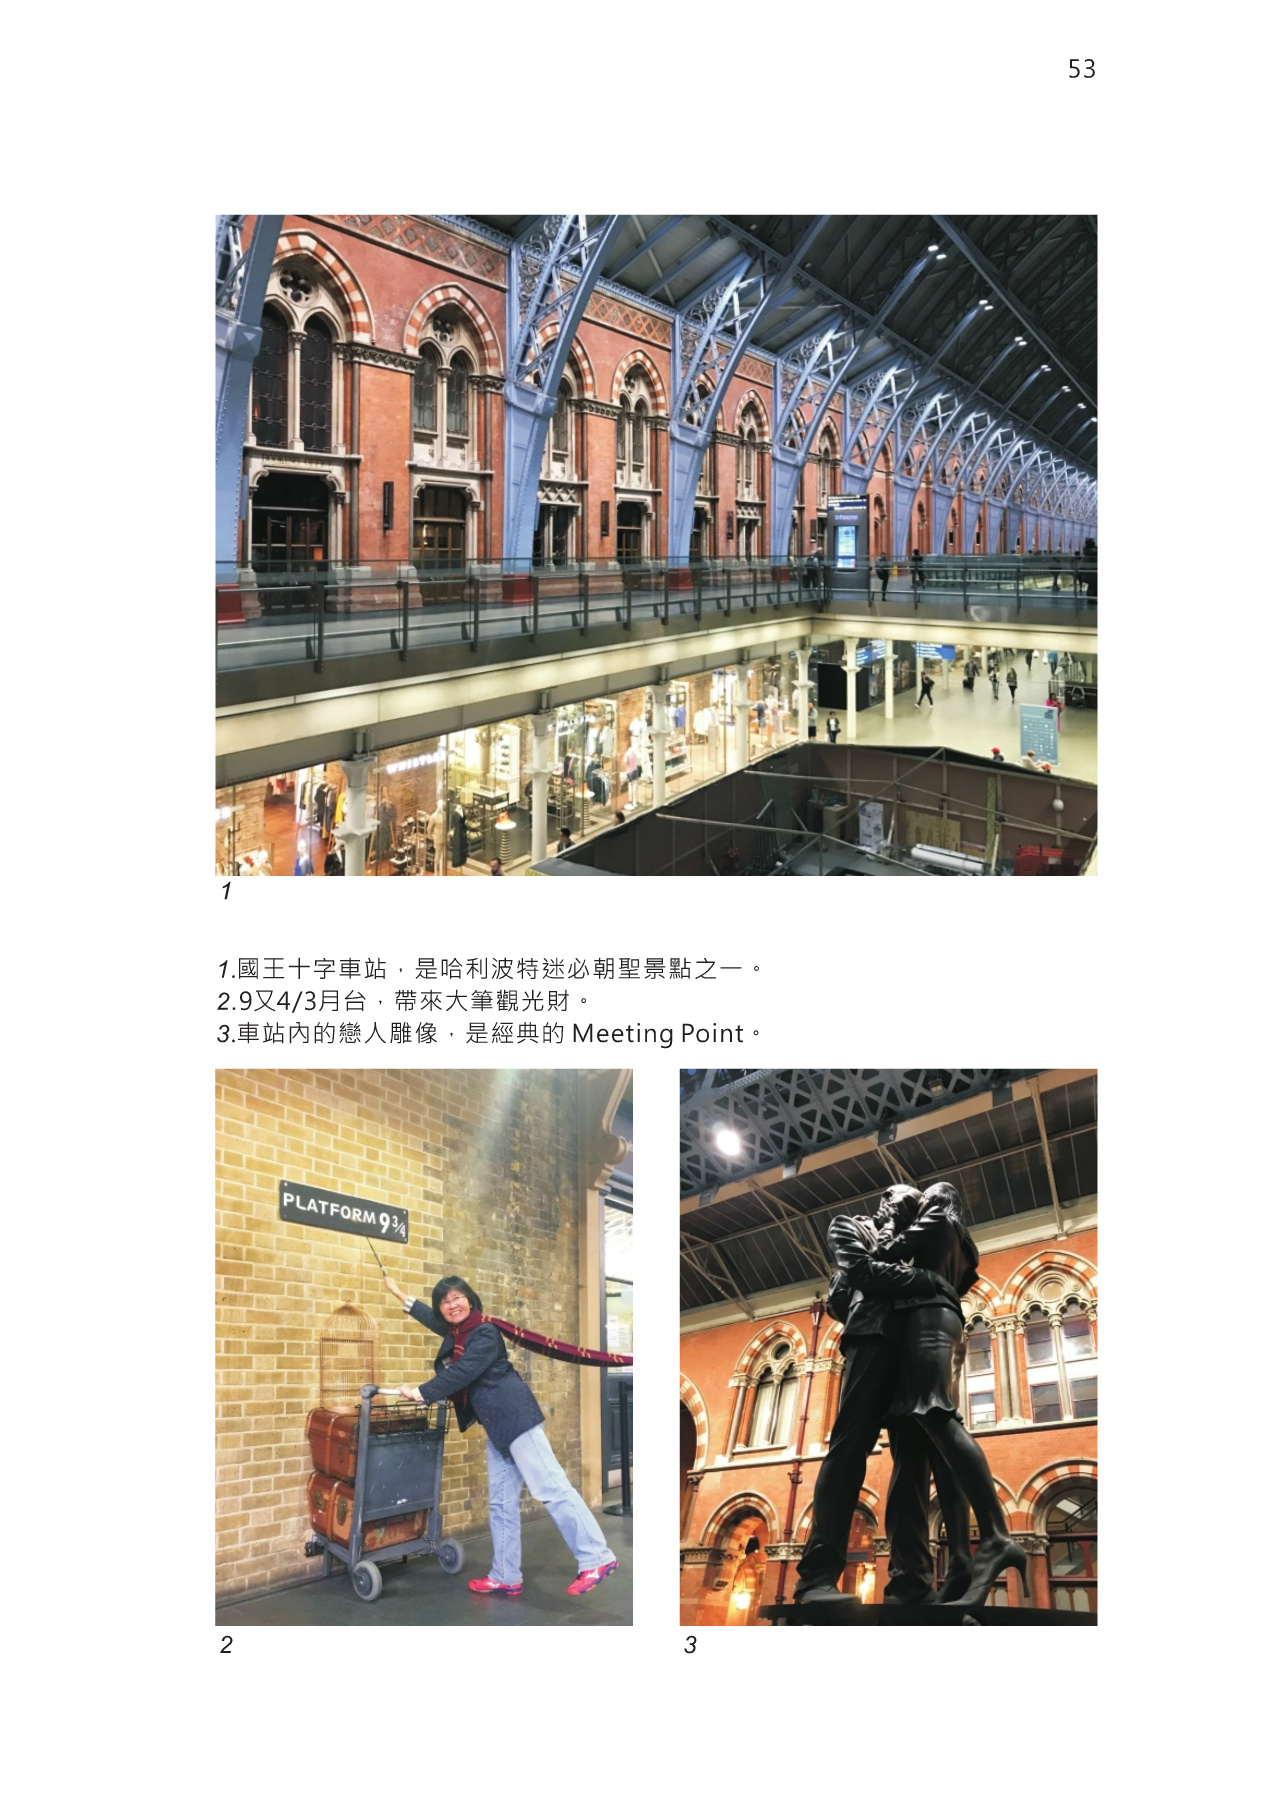 53
WHISTLES
1
1.國王十字車站，是哈利波特迷必朝聖景點之一。
2.9又4/3月台，帶來大筆觀光財。
3.車站內的戀人雕像，是經典的 Meeting Point。
PLATFORM 9 3/4
2
3